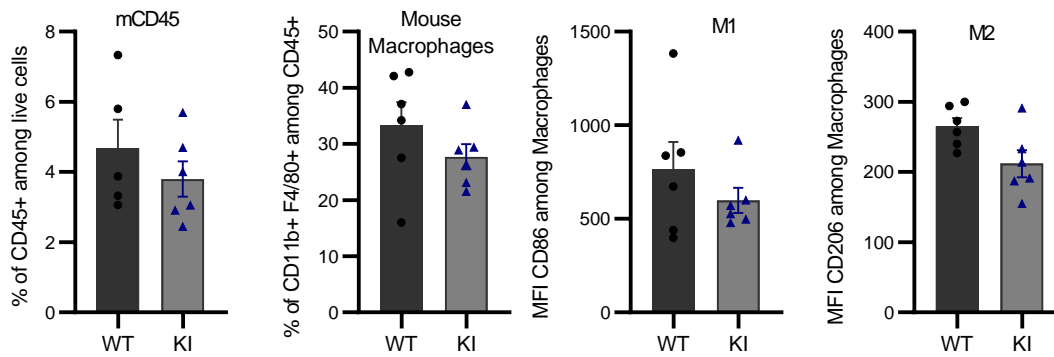 mCD45
% of CD45+ among live cells
8
6
4
2
0
WT KI
Mouse
Macrophages
% of CD11b+ F4/80+ among CD45+
50
40
30
20
10
0
WT KI
M1
MFI CD86 among Macrophages
1500
1000
500
0
WT KI
M2
MFI CD206 among Macrophages
400
300
200
100
0
WT KI